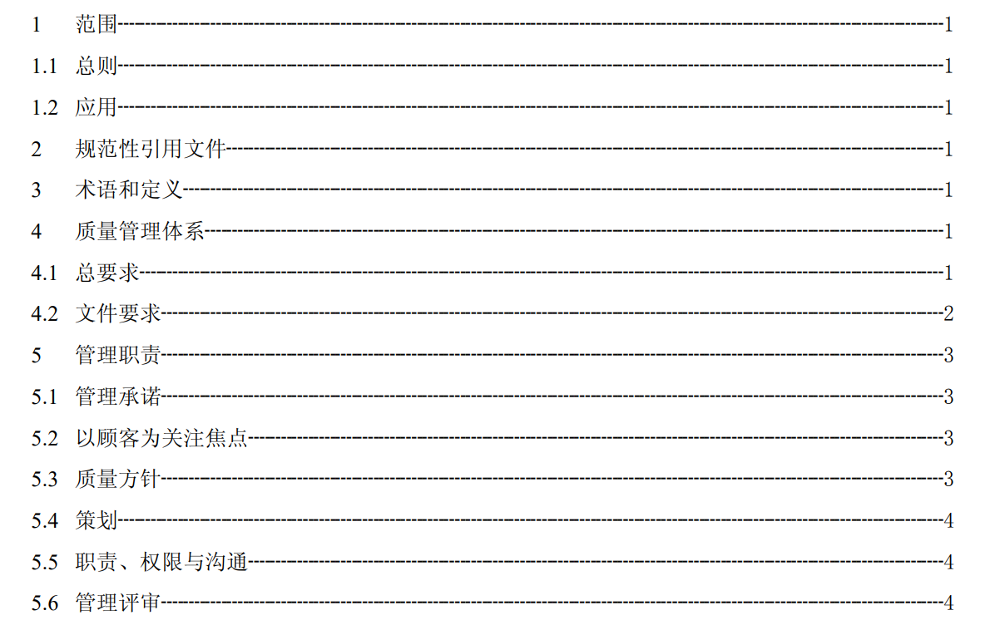 1 范围------------------------------------------------------------1
1.1 总则------------------------------------------------------------1
1.2 应用------------------------------------------------------------1
2 规范性引用文件------------------------------------------------------------1
3 术语和定义------------------------------------------------------------1
4 质量管理体系------------------------------------------------------------1
4.1 总要求------------------------------------------------------------1
4.2 文件要求------------------------------------------------------------2
5 管理职责------------------------------------------------------------3
5.1 管理承诺------------------------------------------------------------3
5.2 以顾客为关注焦点------------------------------------------------------------3
5.3 质量方针------------------------------------------------------------3
5.4 策划------------------------------------------------------------4
5.5 职责、权限与沟通------------------------------------------------------------4
5.6 管理评审------------------------------------------------------------4